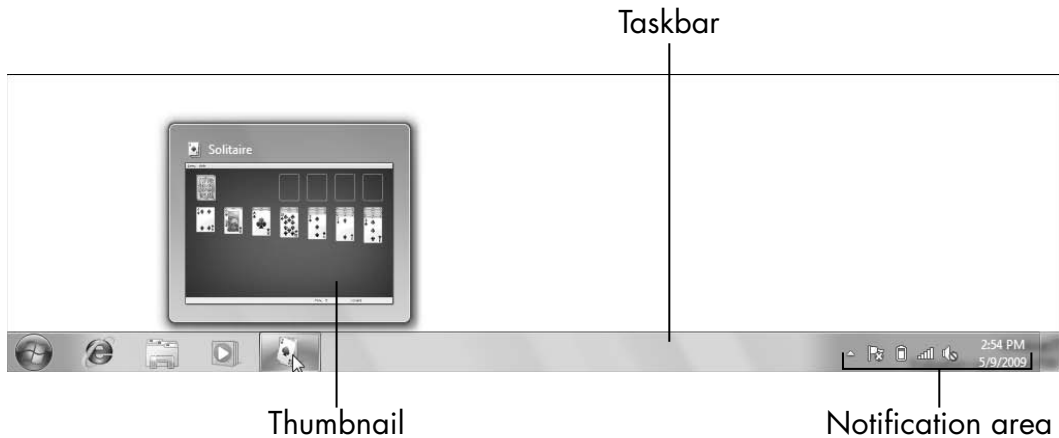 Taskbar
Solitaire
2:54 PM
5/9/2009
Thumbnail
Notification area